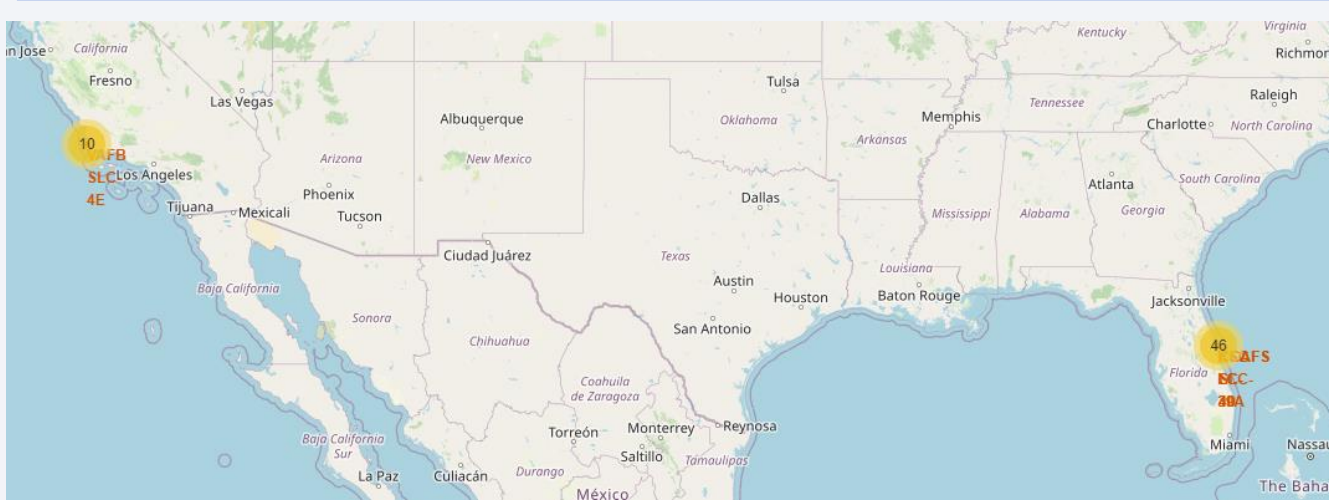 Virginia
Kentucky
n Jose
California
Richmon
Fresno
Tulsa
Las Vegas
Raleigh
Tennessee
Albuquerque
Memphis
Oklahoma
Charlotte
North Carolina
Arkansas
10
AFB
Arizona
New Mexico
SLC-
Los Angeles
South Carolina
Atlanta
4E
Phoenix
Dallas
Tijuana
Mexicali
Tucson
Mississippi
Alabama
Georgia
Ciudad Juárez
Texas
Louisiana
Baja California
Austin
Houston
Baton Rouge
Jacksonville
Sonora
San Antonio
Chihuahua
46
AFS
Florida
Coahuila
de Zaragoza
Baja California
Sur
Torreón
Monterrey
Reynosa
Saltillo
Tamaulipas
Miami
Nassau
La Paz
Culiacán
Durango
The Baha
México